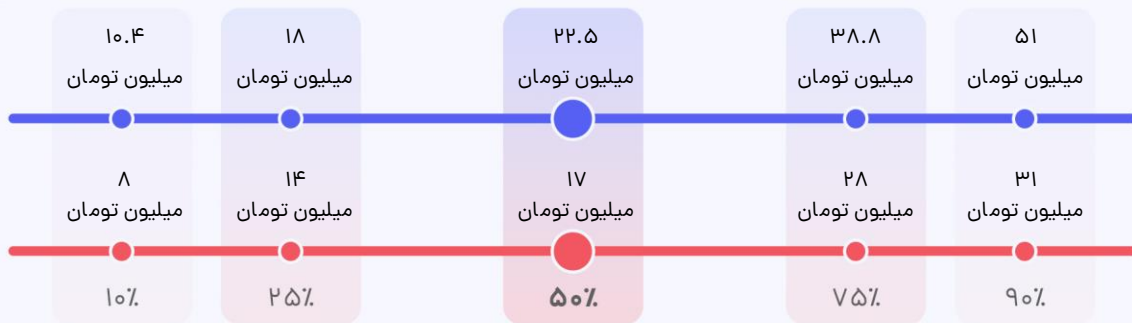 ۱۰.۴ ۱۸ ۲۲.۵ ۳۸.۸ ۵۱
میلیون تومان میلیون تومان میلیون تومان میلیون تومان میلیون تومان
۸ ۱۴ ۱۷ ۲۸ ۳۱
میلیون تومان میلیون تومان میلیون تومان میلیون تومان میلیون تومان
۱۰٪ ۲۵٪ ۵۰٪ ۷۵٪ ۹۰٪